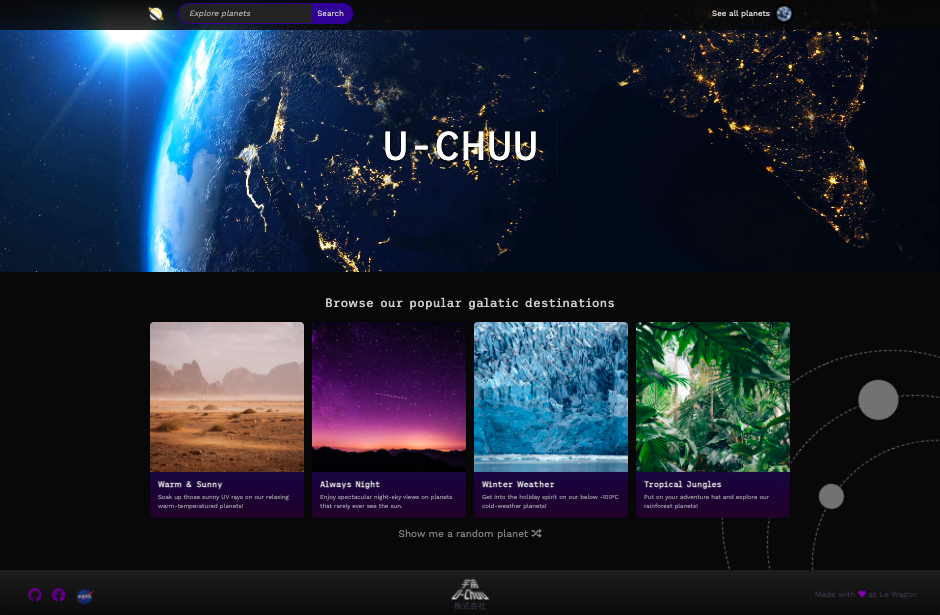 Explore planets
Search
See all planets
U-CHUU
Browse our popular galatic destinations
Warm & Sunny
Soak up those sunny UV rays on our relaxing
warm-temperatured planets!
Always Night
Enjoy spectacular night-sky views on planets
that rarely ever see the sun.
Winter Weather
Get into the holiday spirit on our below -100ºC
cold-weather planets!
Tropical Jungles
Put on your adventure hat and explore our
rainforest planets!
Show me a random planet
NASA
宇宙
U-Chuu
株式会社
Made with ♥ at Le Wagon